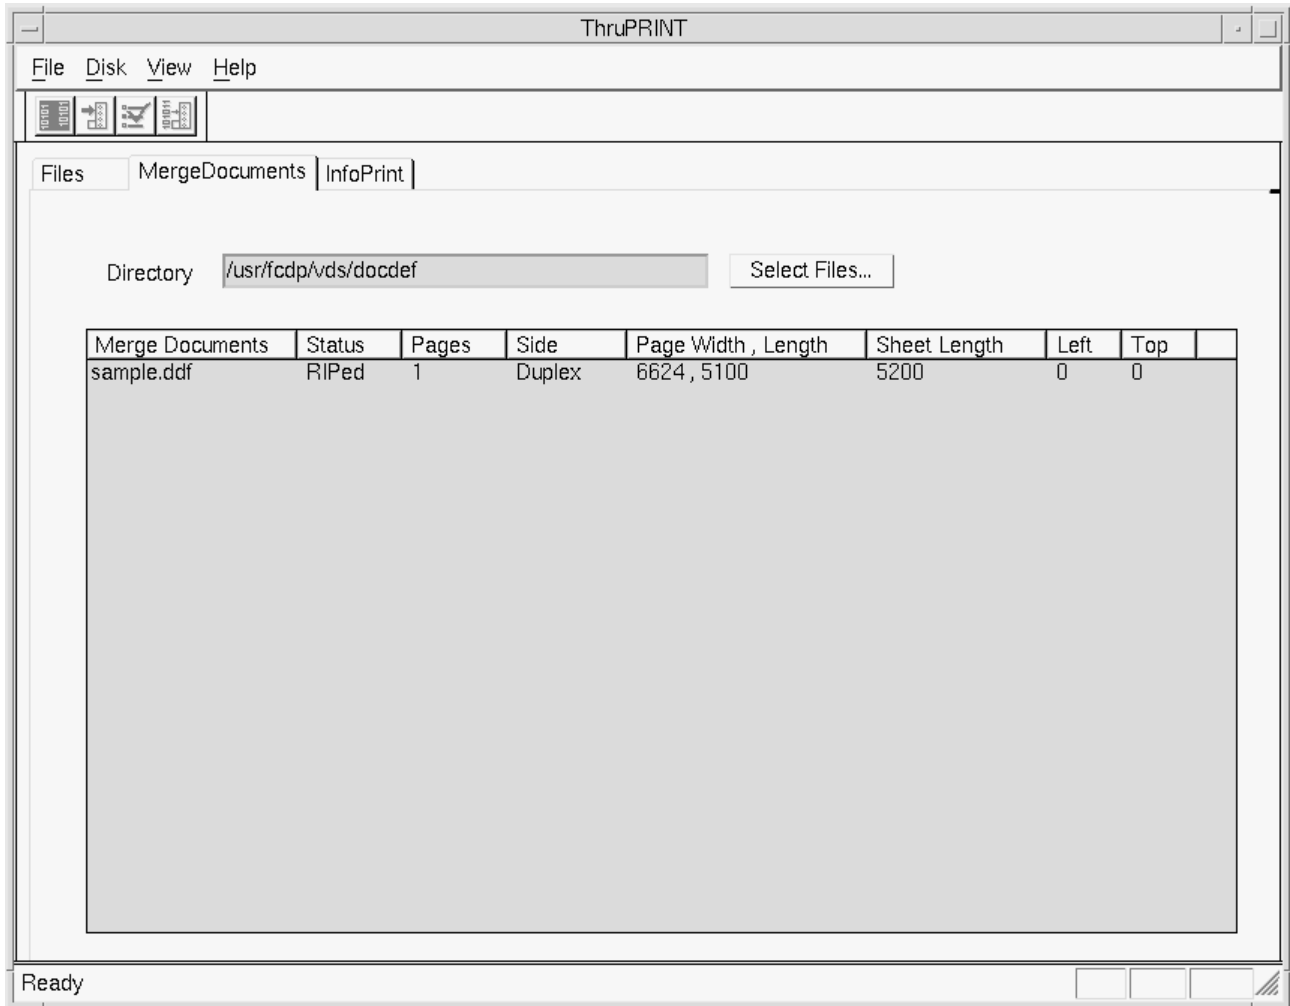 ThruPRINT
File Disk View Help
Files MergeDocuments InfoPrint
Directory /usr/fcdp/vds/docdef Select Files...
Merge Documents Status Pages Side Page Width , Length Sheet Length Left Top
sample.ddf RIPed 1 Duplex 6624 , 5100 5200 0 0
Ready